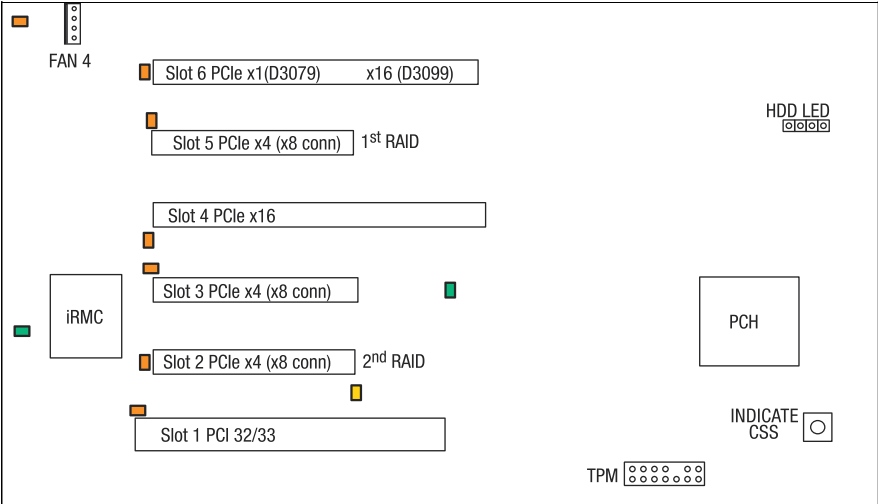 FAN 4
Slot 6 PCIe x1(D3079) x16 (D3099)
HDD LED
Slot 5 PCIe x4 (x8 conn) 1st RAID
Slot 4 PCIe x16
Slot 3 PCIe x4 (x8 conn)
iRMC
PCH
Slot 2 PCIe x4 (x8 conn) 2nd RAID
INDICATE
CSS
Slot 1 PCI 32/33
TPM